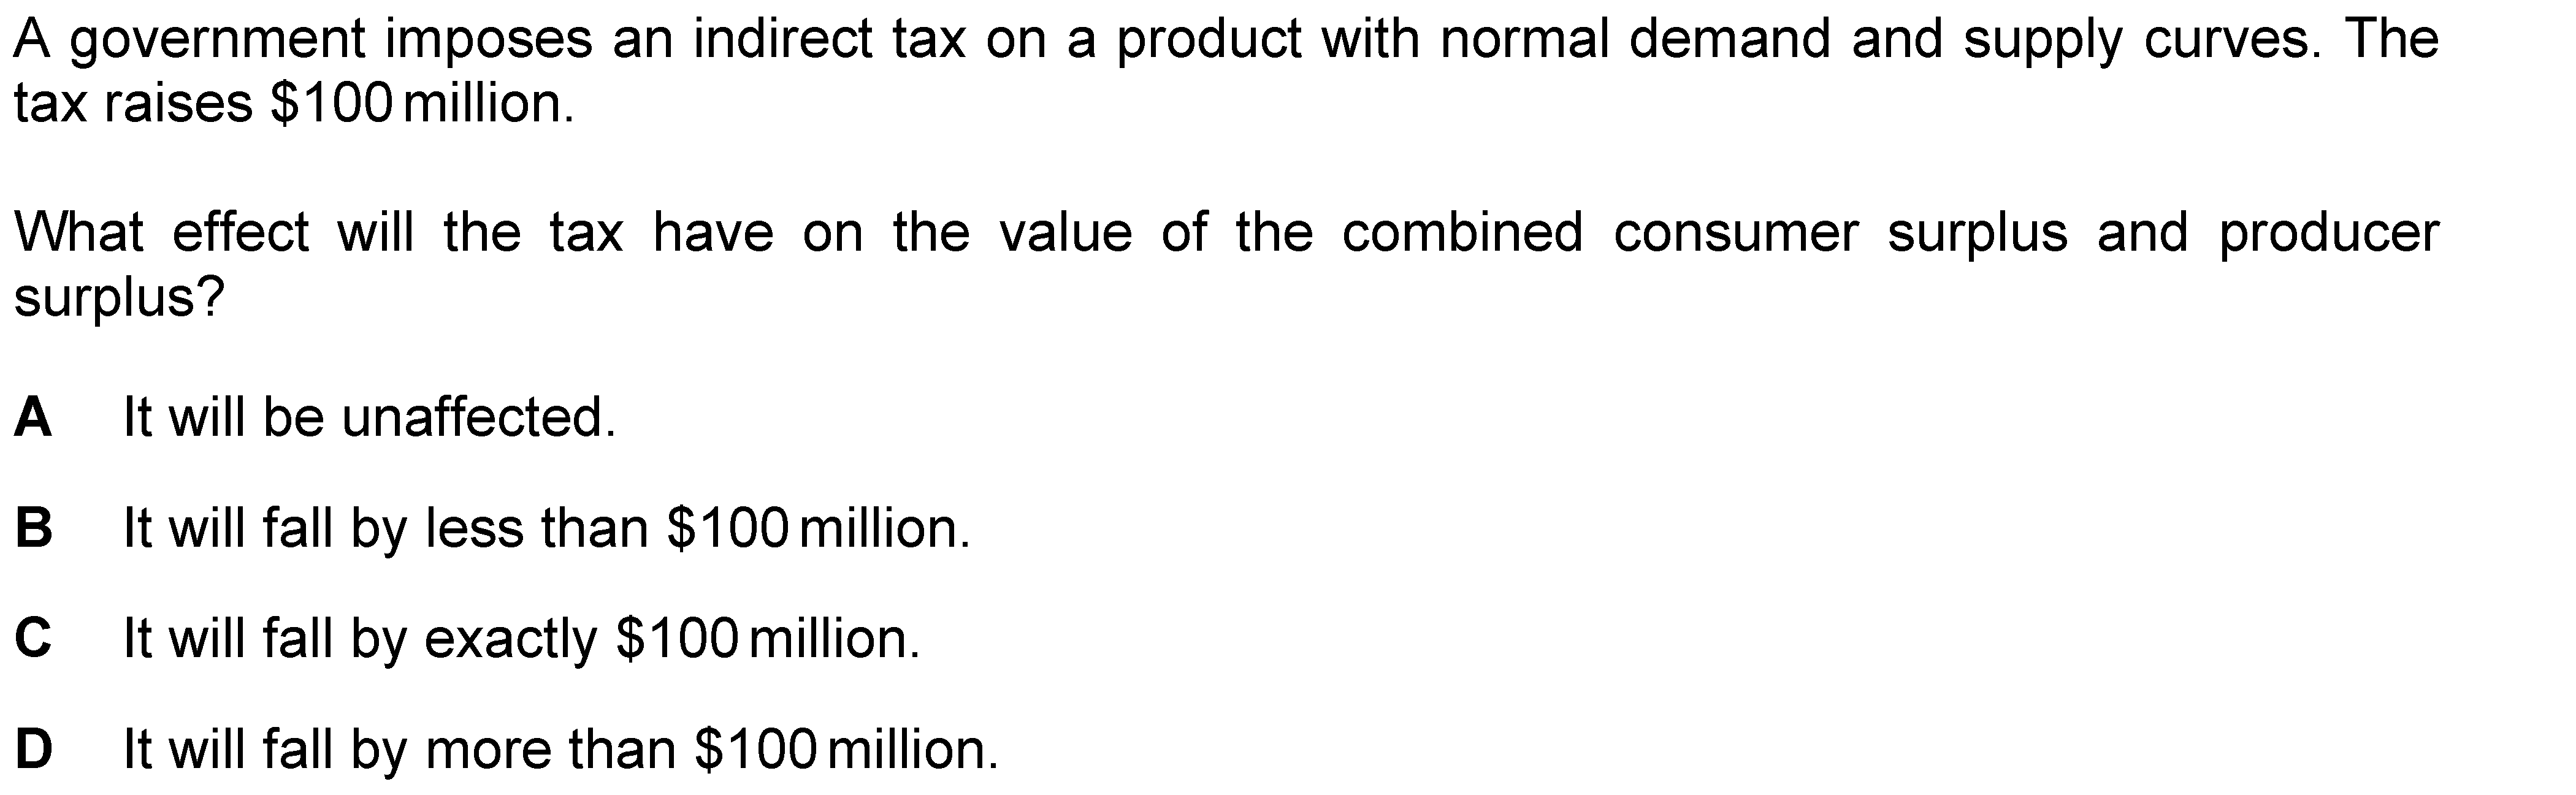 A government imposes an indirect tax on a product with normal demand and supply curves. The
tax raises $100 million.
What effect will the tax have on the value of the combined consumer surplus and producer
surplus?
A It will be unaffected.
B It will fall by less than $100 million.
C It will fall by exactly $100 million.
D It will fall by more than $100 million.